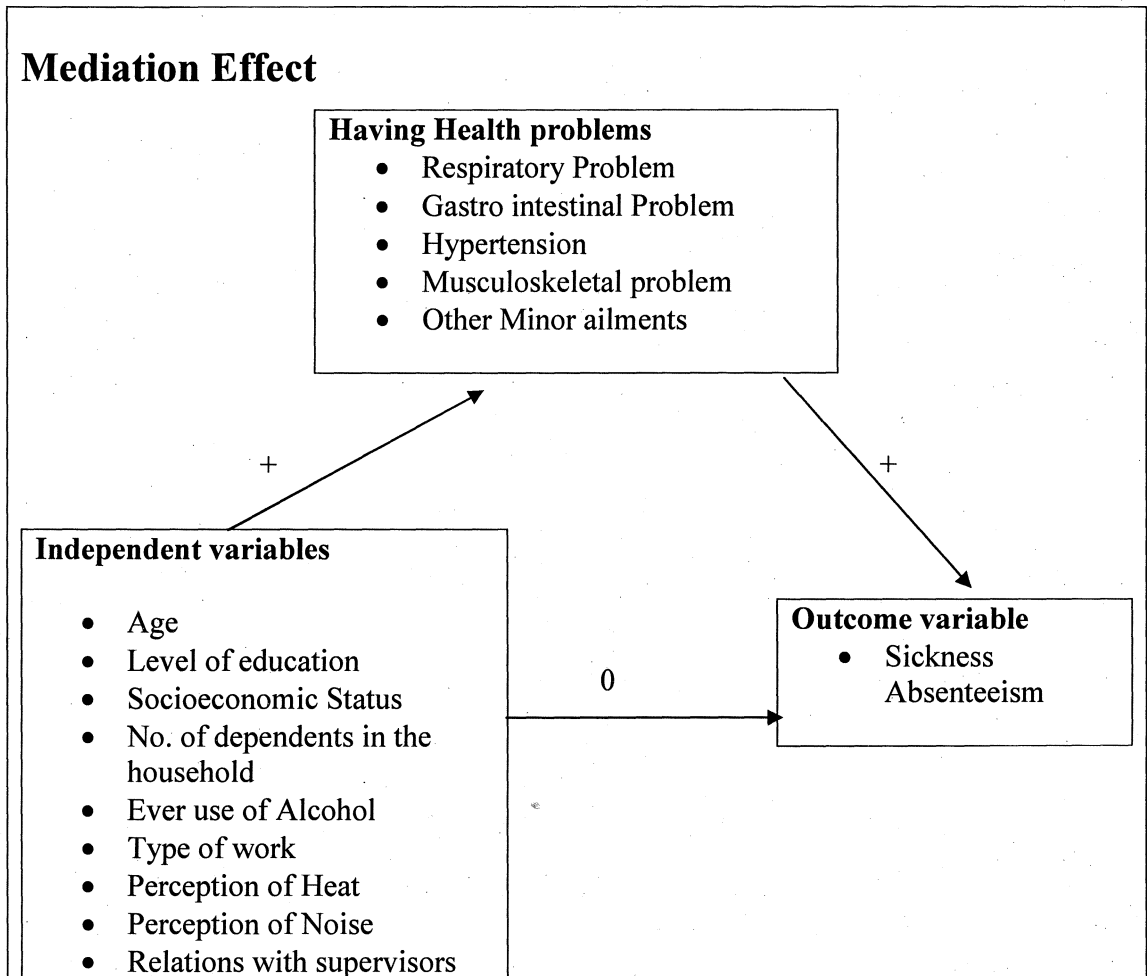 Mediation Effect
Having Health problems
• Respiratory Problem
• Gastro intestinal Problem
• Hypertension
• Musculoskeletal problem
• Other Minor ailments
+
+
Independent variables
• Age
• Level of education
• Socioeconomic Status
• No. of dependents in the
household
• Ever use of Alcohol
• Type of work
• Perception of Heat
• Perception of Noise
• Relations with supervisors
0
Outcome variable
• Sickness
Absenteeism